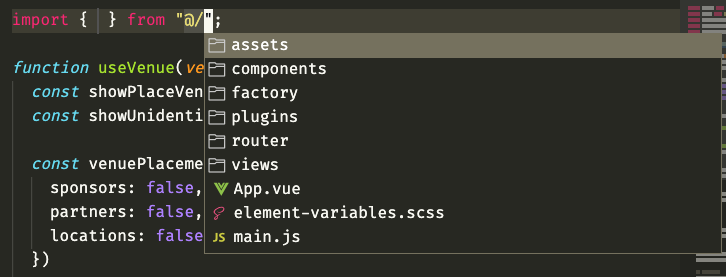 import {  } from "@/";
assets
function useVenue(ve
components
const showPlaceVen
factory
const showUnidenti
plugins
router
const venuePlaceme
views
sponsors: false,
App.vue
partners: false,
element-variables.scss
locations: false
JS main.js
})